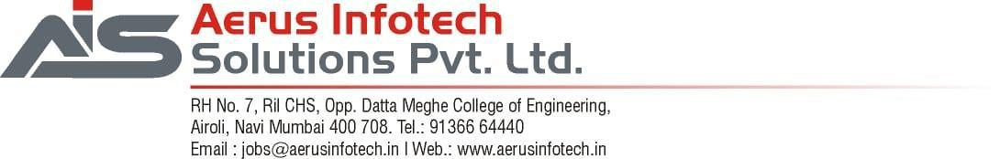 AIS
Aerus Infotech
Solutions Pvt. Ltd.
RH No. 7, Ril CHS, Opp. Datta Meghe College of Engineering,
Airoli, Navi Mumbai 400 708. Tel.: 91366 64440
Email : jobs@aerusinfotech.in I Web.: www.aerusinfotech.in